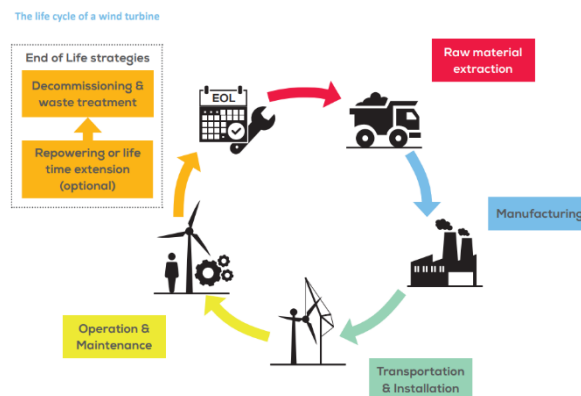 The life cycle of a wind turbine
End of Life strategies
Decommissioning &
waste treatment
Repowering or life
time extension
(optional)
EOL
Raw material
extraction
Manufacturing
Operation &
Maintenance
Transportation
& Installation